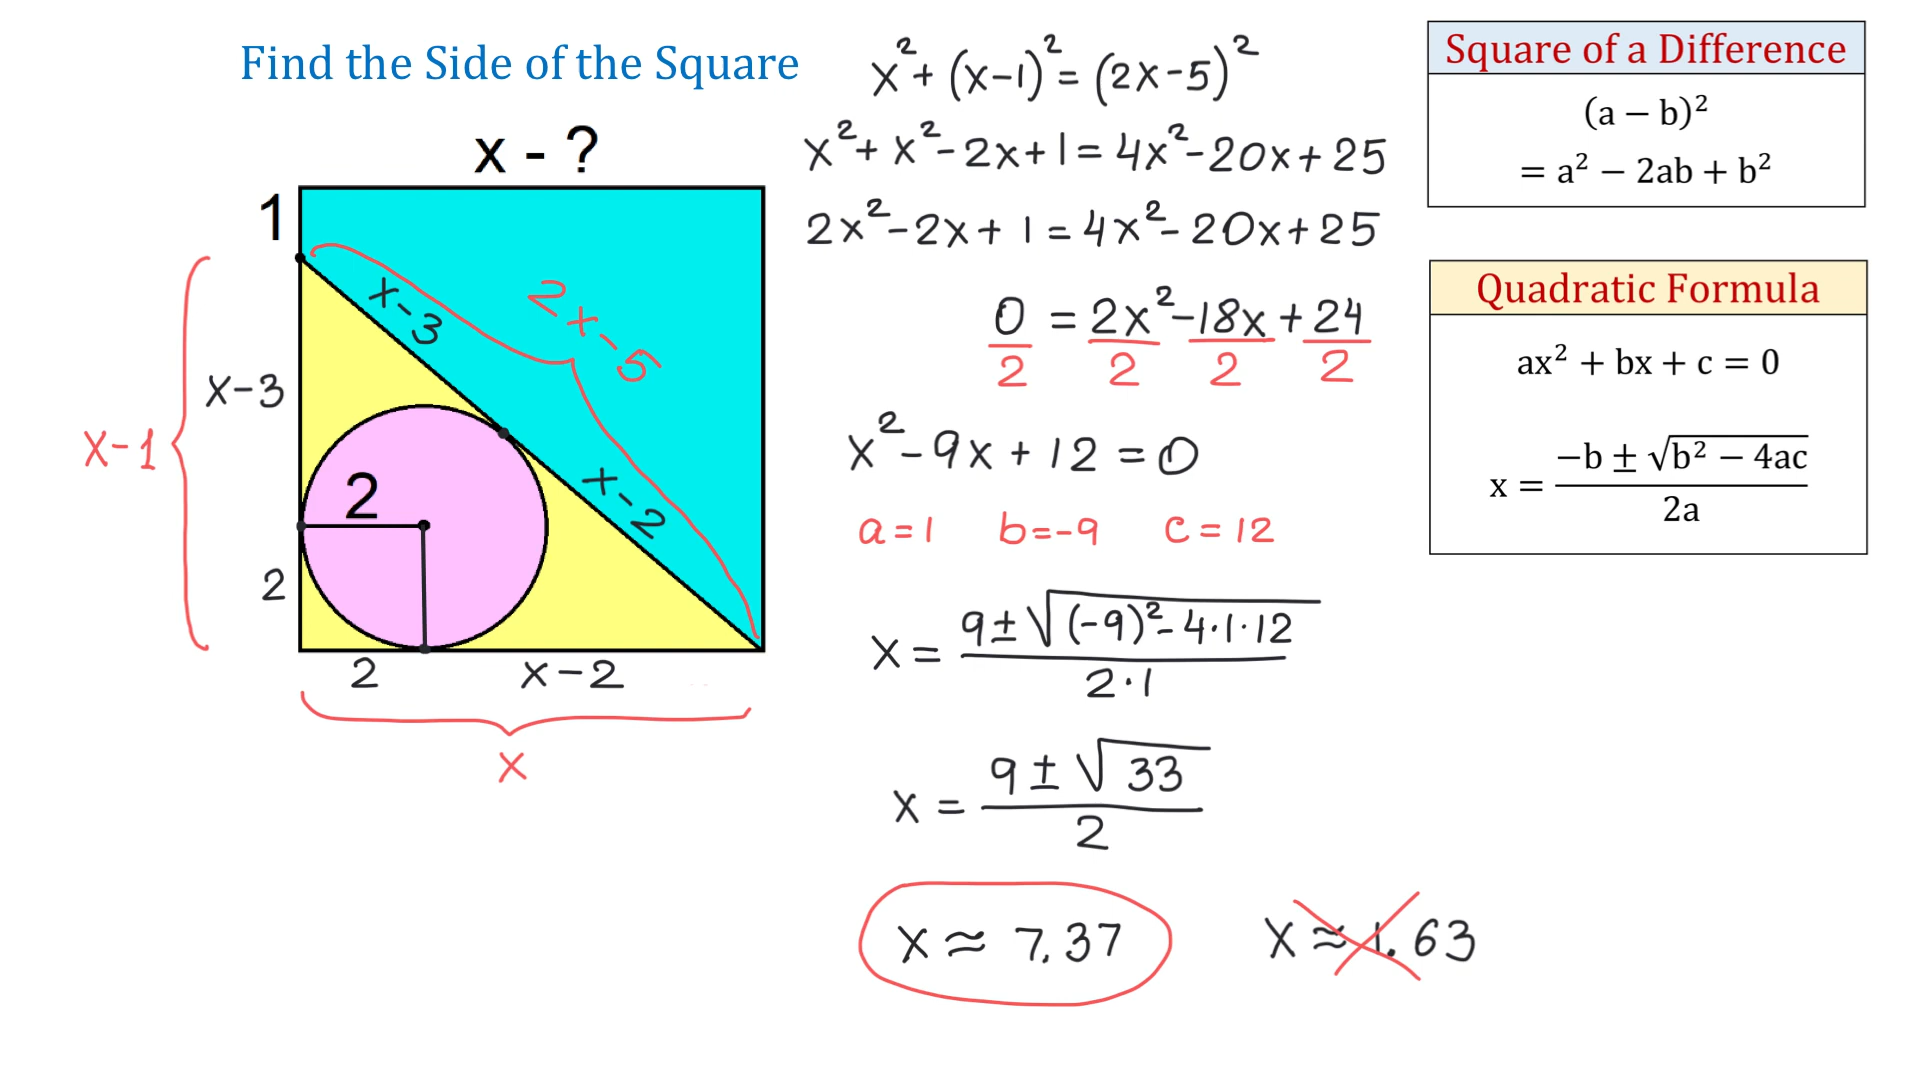 Find the Side of the Square
x - ?
1
x-3
2x-5
x-3
x-1
x-2
2
2
2
x-2
x
x² + (x-1)² = (2x-5)²
x² + x² - 2x + 1 = 4x² - 20x + 25
2x² - 2x + 1 = 4x² - 20x + 25
0 = 2x² - 18x + 24
2 2 2 2
x² - 9x + 12 = 0
a = 1 b = -9 c = 12
x = (9 ± √((-9)² - 4·1·12)) / (2·1)
x = (9 ± √33) / 2
x ≈ 7.37 x ≈ 1.63
Square of a Difference
(a − b)²
= a² − 2ab + b²
Quadratic Formula
ax² + bx + c = 0
x = (−b ± √(b² − 4ac)) / 2a